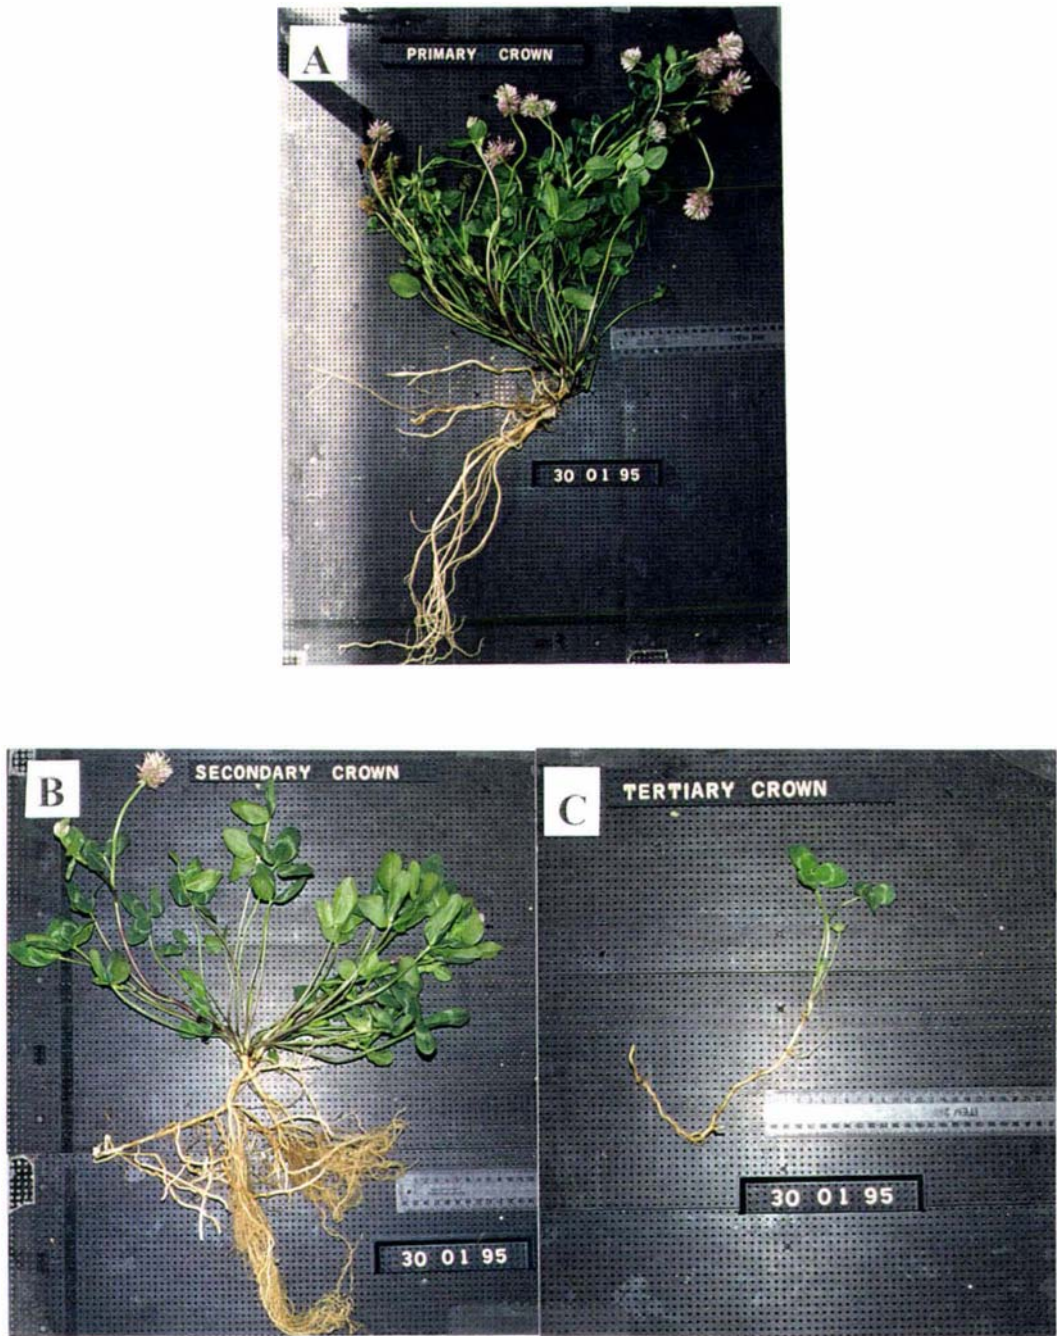 A
PRIMARY CROWN
30 01 95
B
SECONDARY CROWN
30 01 95
C
TERTIARY CROWN
30 01 95